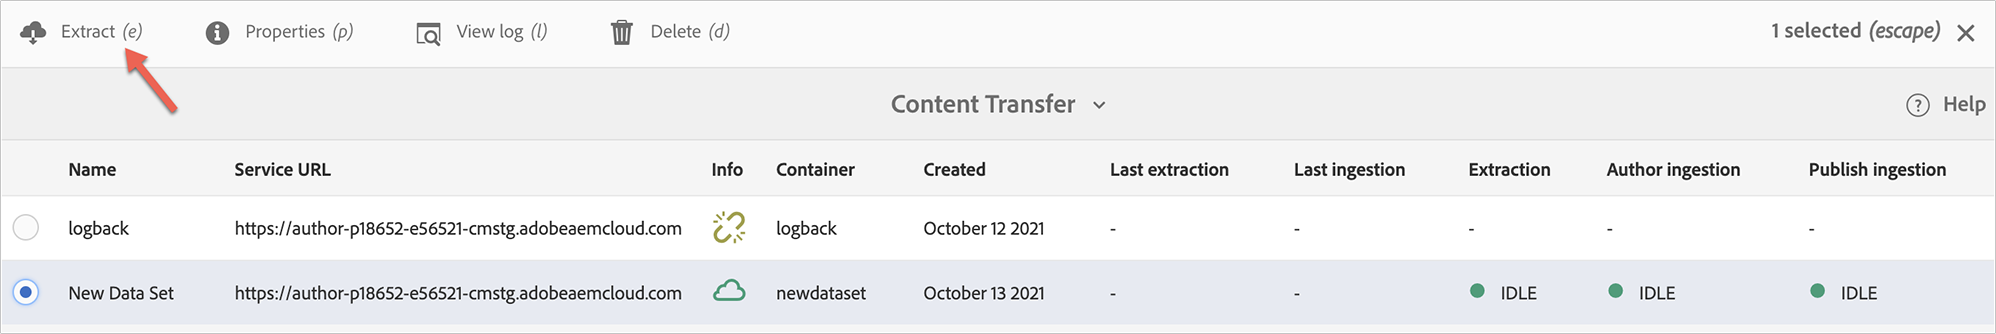 Extract (e) Properties (p) View log (l) Delete (d) 1 selected (escape)
Content Transfer Help
Name Service URL Info Container Created Last extraction Last ingestion Extraction Author ingestion Publish ingestion
logback https://author-p18652-e56521-cmstg.adobeaemcloud.com logback October 12 2021 - - - - -
New Data Set https://author-p18652-e56521-cmstg.adobeaemcloud.com newdataset October 13 2021 - - IDLE IDLE IDLE